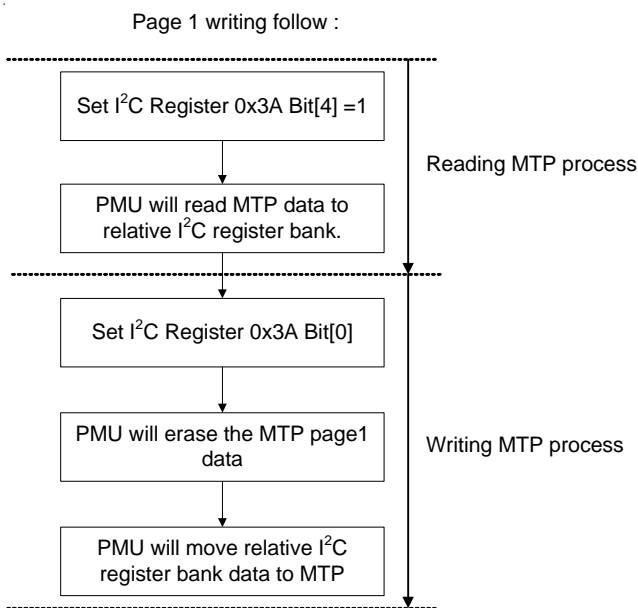 Page 1 writing follow :
Set I²C Register 0x3A Bit[4] =1
Reading MTP process
PMU will read MTP data to
relative I²C register bank.
Set I²C Register 0x3A Bit[0]
PMU will erase the MTP page1
data
Writing MTP process
PMU will move relative I²C
register bank data to MTP